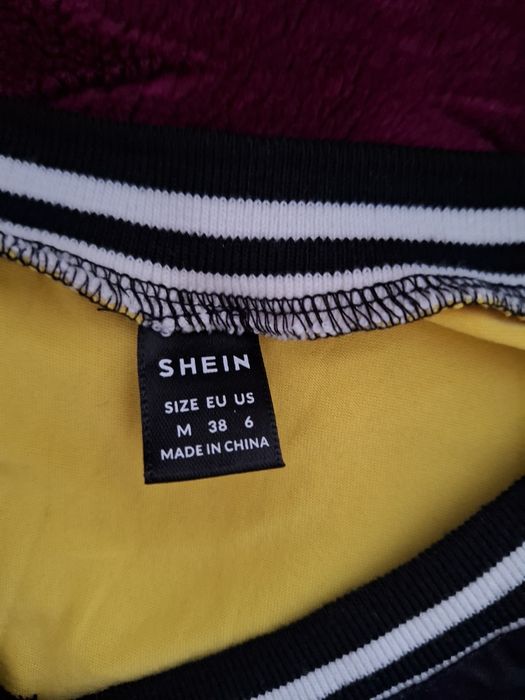 SHEIN
SIZE EU US
M 38 6
MADE IN CHINA